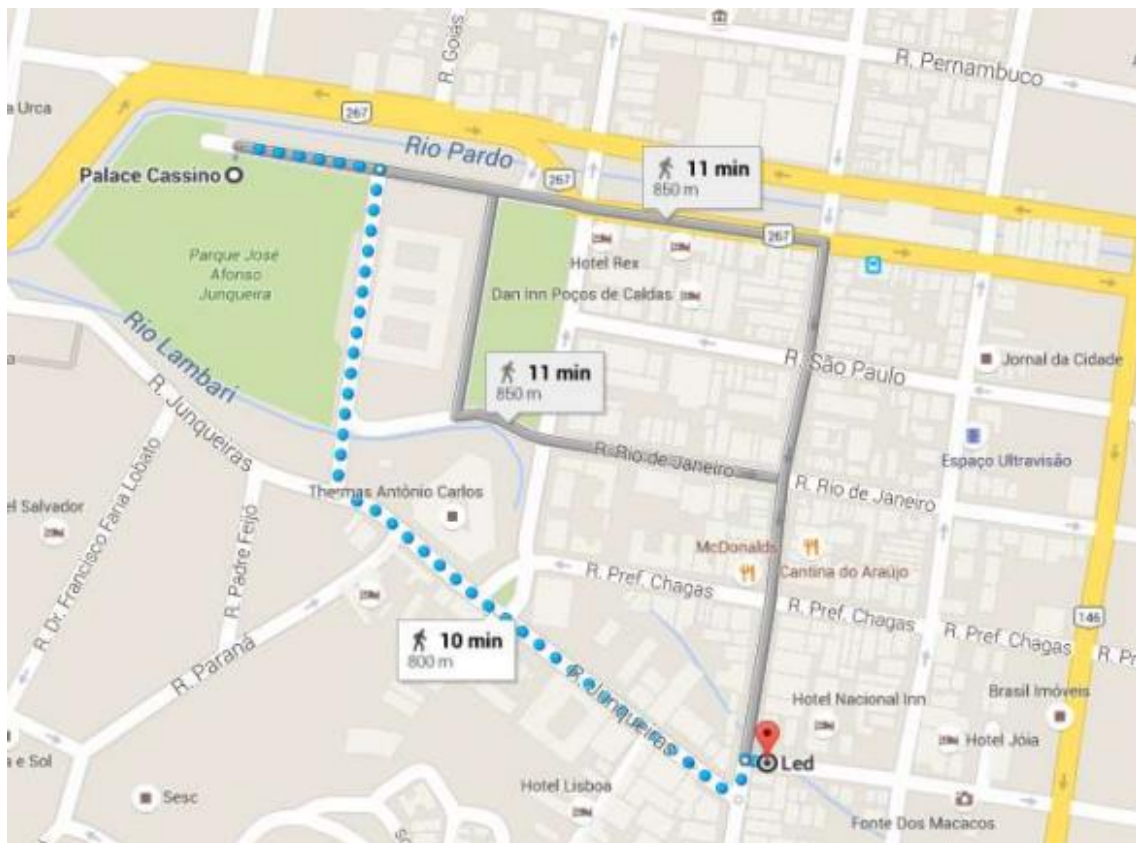 R. Goiás
R. Pernambuco
a Urca
267
Rio Pardo
11 min
850 m
Palace Cassino
267
267
Parque José
Afonso
Junqueira
Hotel Rex
Dan Inn Poços de Caldas
Rio Lambari
R. Junqueiras
R. São Paulo
Jornal da Cidade
11 min
850 m
R. Dr. Francisco Faria Lobato
R. Rio de Janeiro
Espaço Ultravisão
el Salvador
Thermas Antônio Carlos
R. Rio de Janeiro
R. Padre Feijó
McDonalds
Cantina do Araújo
R. Pref. Chagas
R. Pref. Chagas
146
R. Pref. Chagas
R. Pr
10 min
800 m
R. Paraná
R. Junqueiras
Hotel Nacional Inn
Brasil Imóveis
Led
Hotel Jóia
a e Sol
Sesc
Hotel Lisboa
Fonte Dos Macacos